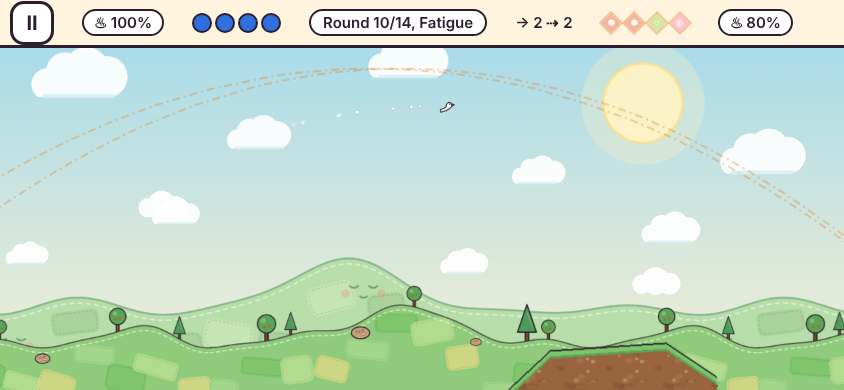 ♨ 100%
Round 10/14, Fatigue
→ 2 ⇢ 2
♨ 80%